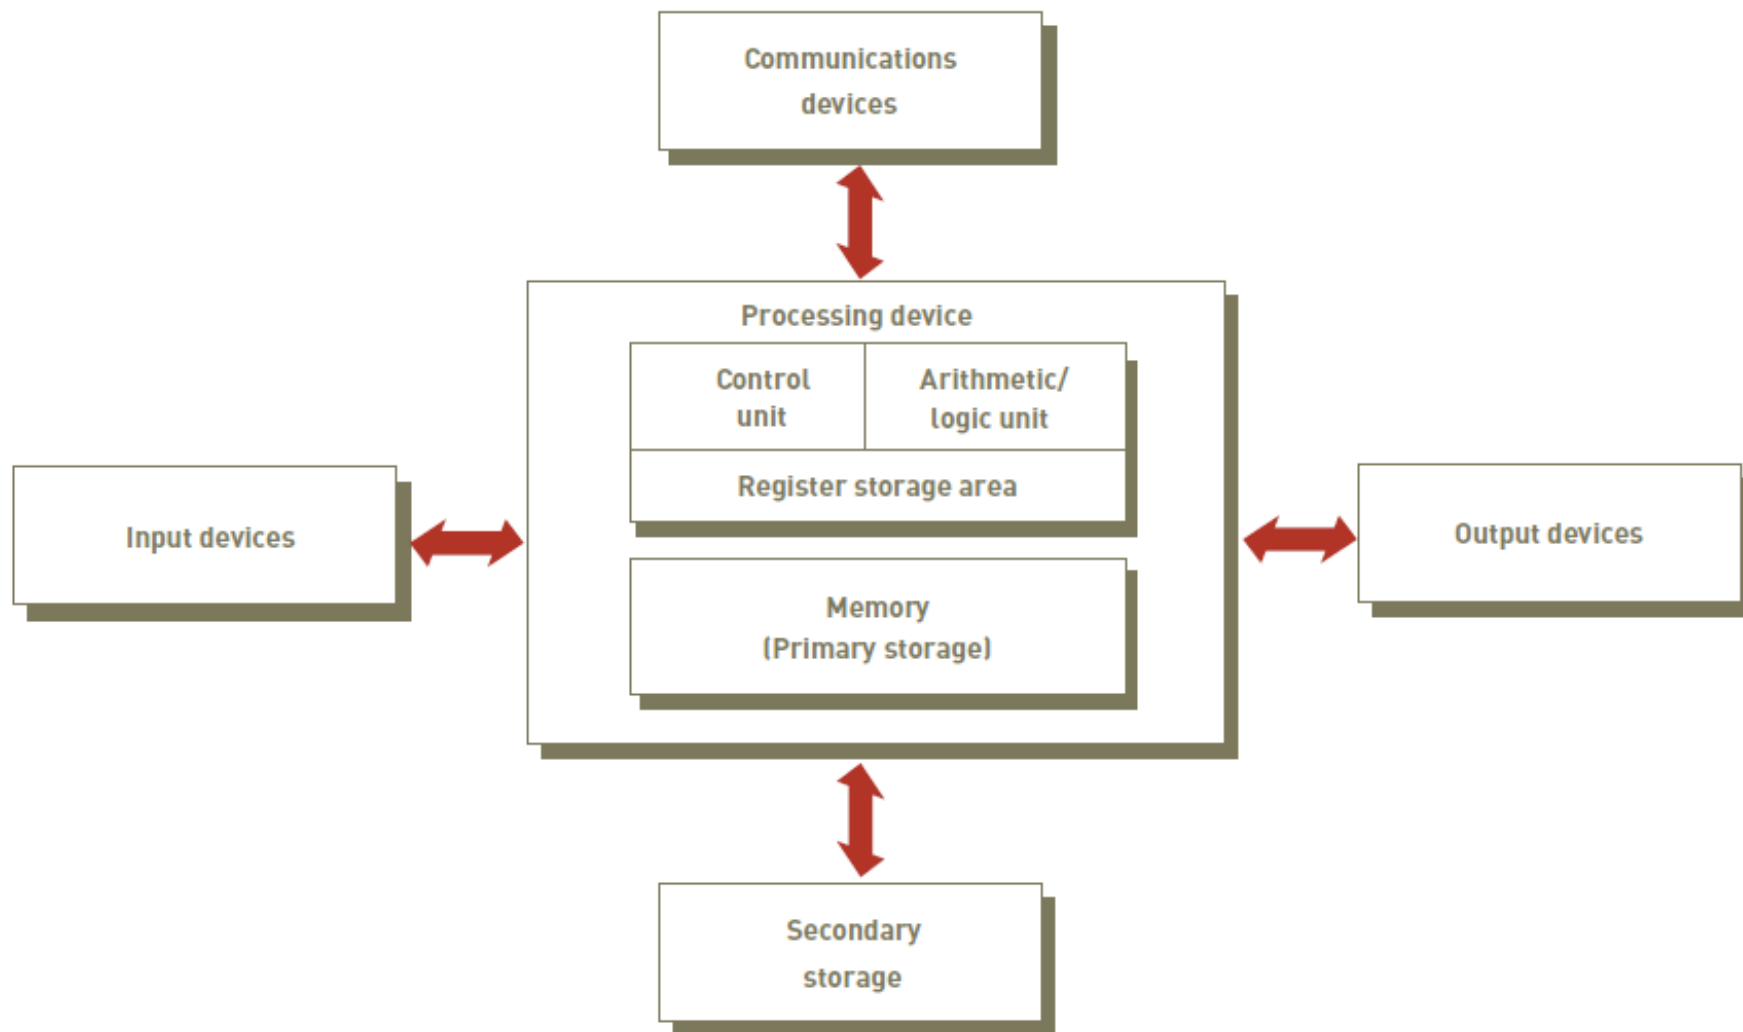 Communications
devices
Processing device
Control
unit
Arithmetic/
logic unit
Register storage area
Input devices
Output devices
Memory
(Primary storage)
Secondary
storage